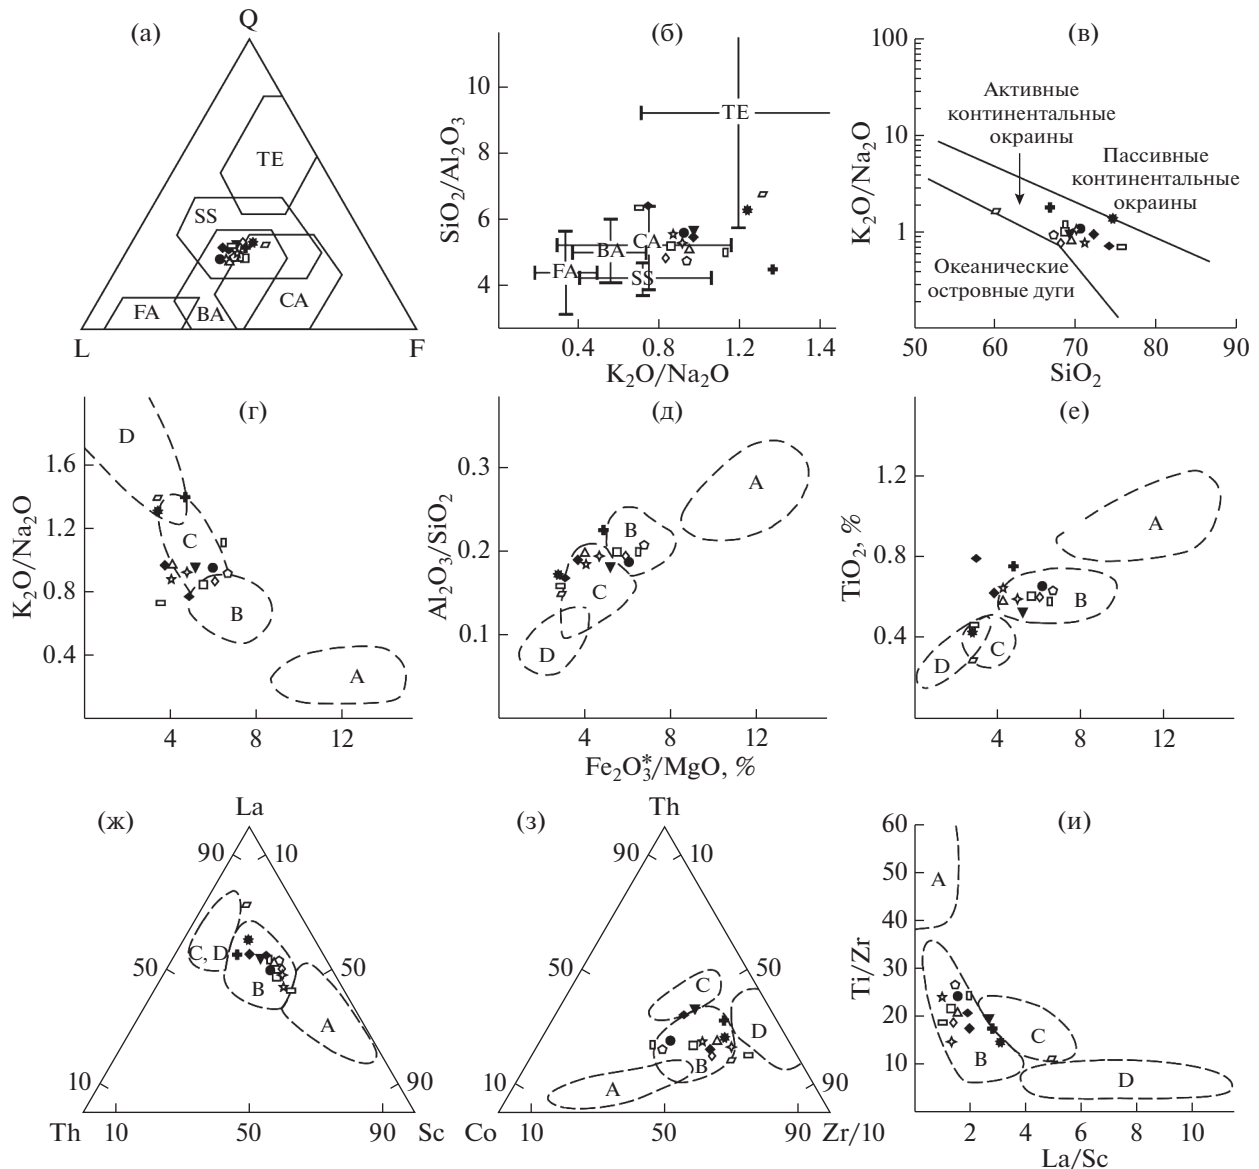 (а)
Q
TE
SS
FA
BA
CA
L
F
(б)
SiO2/Al2O3
10
8
6
4
TE
CA
BA
FA
SS
0.4
0.8
1.2
1.4
K2O/Na2O
(в)
K2O/Na2O
100
10
1
0.1
Активные
континентальные
окраины
Пассивные
континентальные
окраины
Океанические
островные дуги
50
60
70
80
90
SiO2
(г)
K2O/Na2O
1.6
1.2
0.8
0.4
D
C
B
A
4
8
12
(д)
Al2O3/SiO2
0.3
0.2
0.1
A
B
C
D
4
8
12
Fe2O3*/MgO, %
(е)
TiO2, %
1.2
0.8
0.4
A
B
C
D
4
8
12
(ж)
La
90
10
C, D
50
50
B
A
10
90
Th
10
50
90
Sc
(з)
Th
90
10
50
50
C
D
B
A
10
90
Co
10
50
90
Zr/10
(и)
Ti/Zr
60
50
40
30
20
10
A
B
C
D
2
4
6
8
10
La/Sc